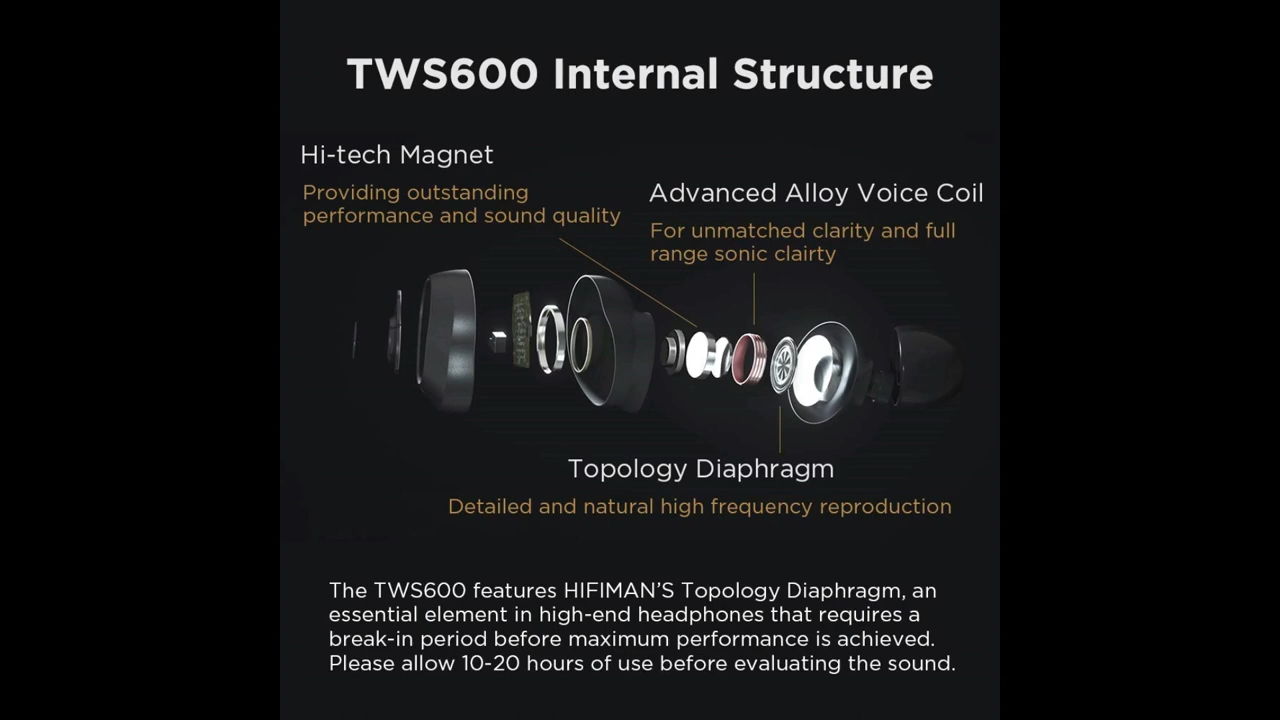 TWS600 Internal Structure
Hi-tech Magnet
Providing outstanding
performance and sound quality
Advanced Alloy Voice Coil
For unmatched clarity and full
range sonic clairty
Topology Diaphragm
Detailed and natural high frequency reproduction
The TWS600 features HIFIMAN'S Topology Diaphragm, an
essential element in high-end headphones that requires a
break-in period before maximum performance is achieved.
Please allow 10-20 hours of use before evaluating the sound.